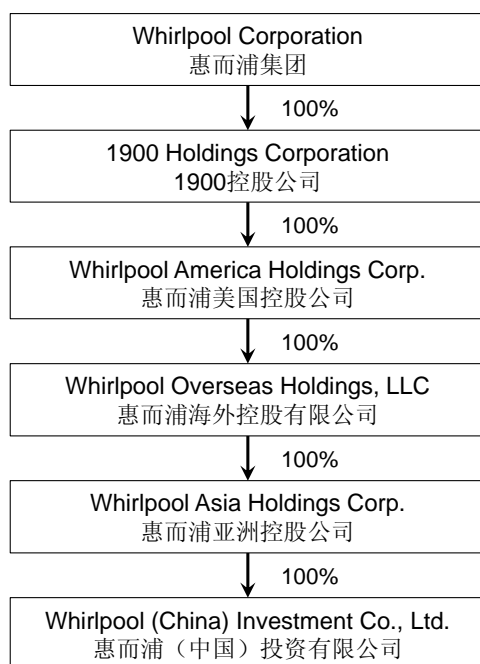 Whirlpool Corporation
惠而浦集团
100%
1900 Holdings Corporation
1900控股公司
100%
Whirlpool America Holdings Corp.
惠而浦美国控股公司
100%
Whirlpool Overseas Holdings, LLC
惠而浦海外控股有限公司
100%
Whirlpool Asia Holdings Corp.
惠而浦亚洲控股公司
100%
Whirlpool (China) Investment Co., Ltd.
惠而浦（中国）投资有限公司